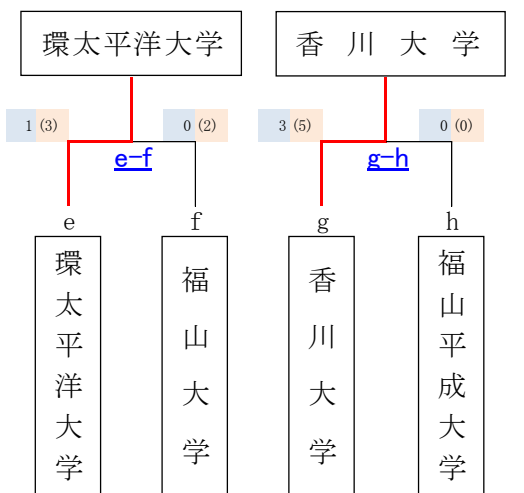 環太平洋大学
香川大学
1 (3)
0 (2)
3 (5)
0 (0)
e-f
g-h
e
f
g
h
環太平洋大学
福山大学
香川大学
福山平成大学